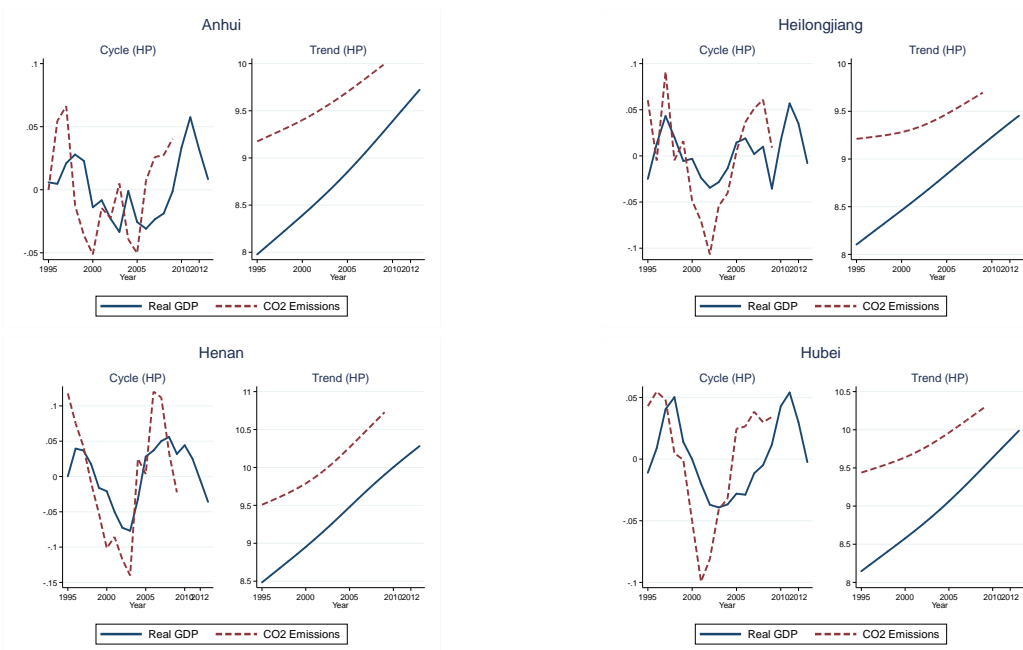 Anhui
Cycle (HP)
Trend (HP)
.1
.05
0
-.05
1995 2000 2005 20102012
Year
10
9.5
9
8.5
8
1995 2000 2005 20102012
Year
Real GDP CO2 Emissions
Heilongjiang
Cycle (HP)
Trend (HP)
.1
.05
0
-.05
-.1
1995 2000 2005 20102012
Year
10
9.5
9
8.5
8
1995 2000 2005 20102012
Year
Real GDP CO2 Emissions
Henan
Cycle (HP)
Trend (HP)
.1
.05
0
-.05
-.1
-.15
1995 2000 2005 20102012
Year
11
10.5
10
9.5
9
8.5
1995 2000 2005 20102012
Year
Real GDP CO2 Emissions
Hubei
Cycle (HP)
Trend (HP)
.05
0
-.05
-.1
1995 2000 2005 20102012
Year
10.5
10
9.5
9
8.5
8
1995 2000 2005 20102012
Year
Real GDP CO2 Emissions